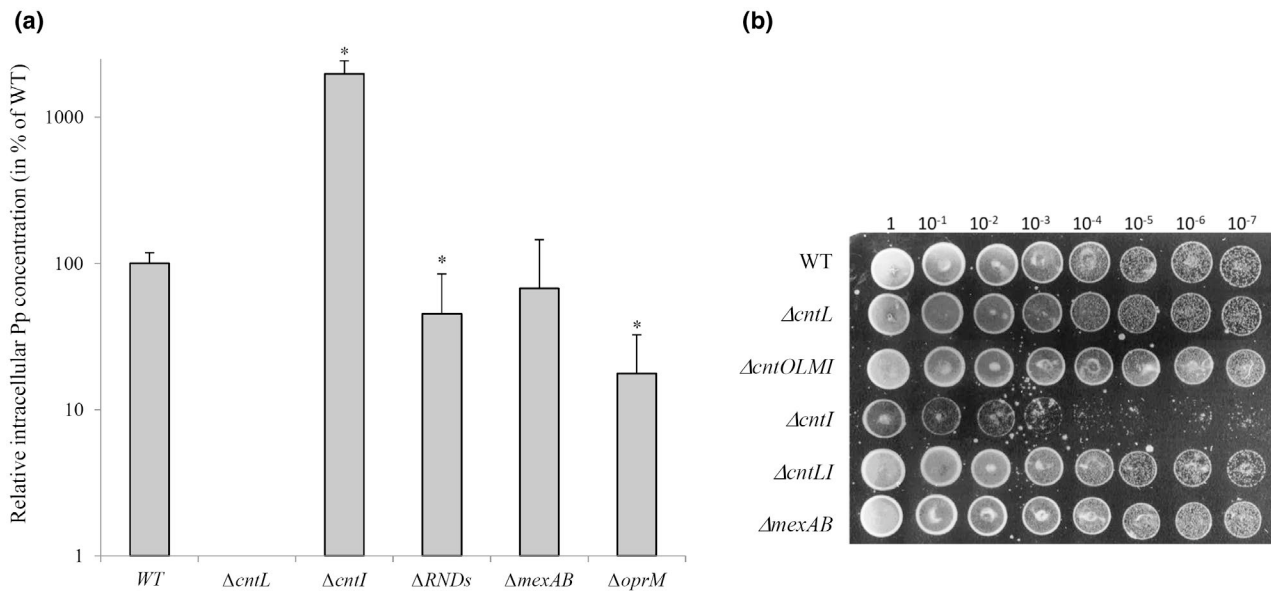 (a)
Relative intracellular Pp concentration (in % of WT)
1000
100
10
1
*
*
*
WT ΔcntL ΔcntI ΔRNDs ΔmexAB ΔoprM
(b)
1 10⁻¹ 10⁻² 10⁻³ 10⁻⁴ 10⁻⁵ 10⁻⁶ 10⁻⁷
WT
ΔcntL
ΔcntOLMI
ΔcntI
ΔcntLI
ΔmexAB